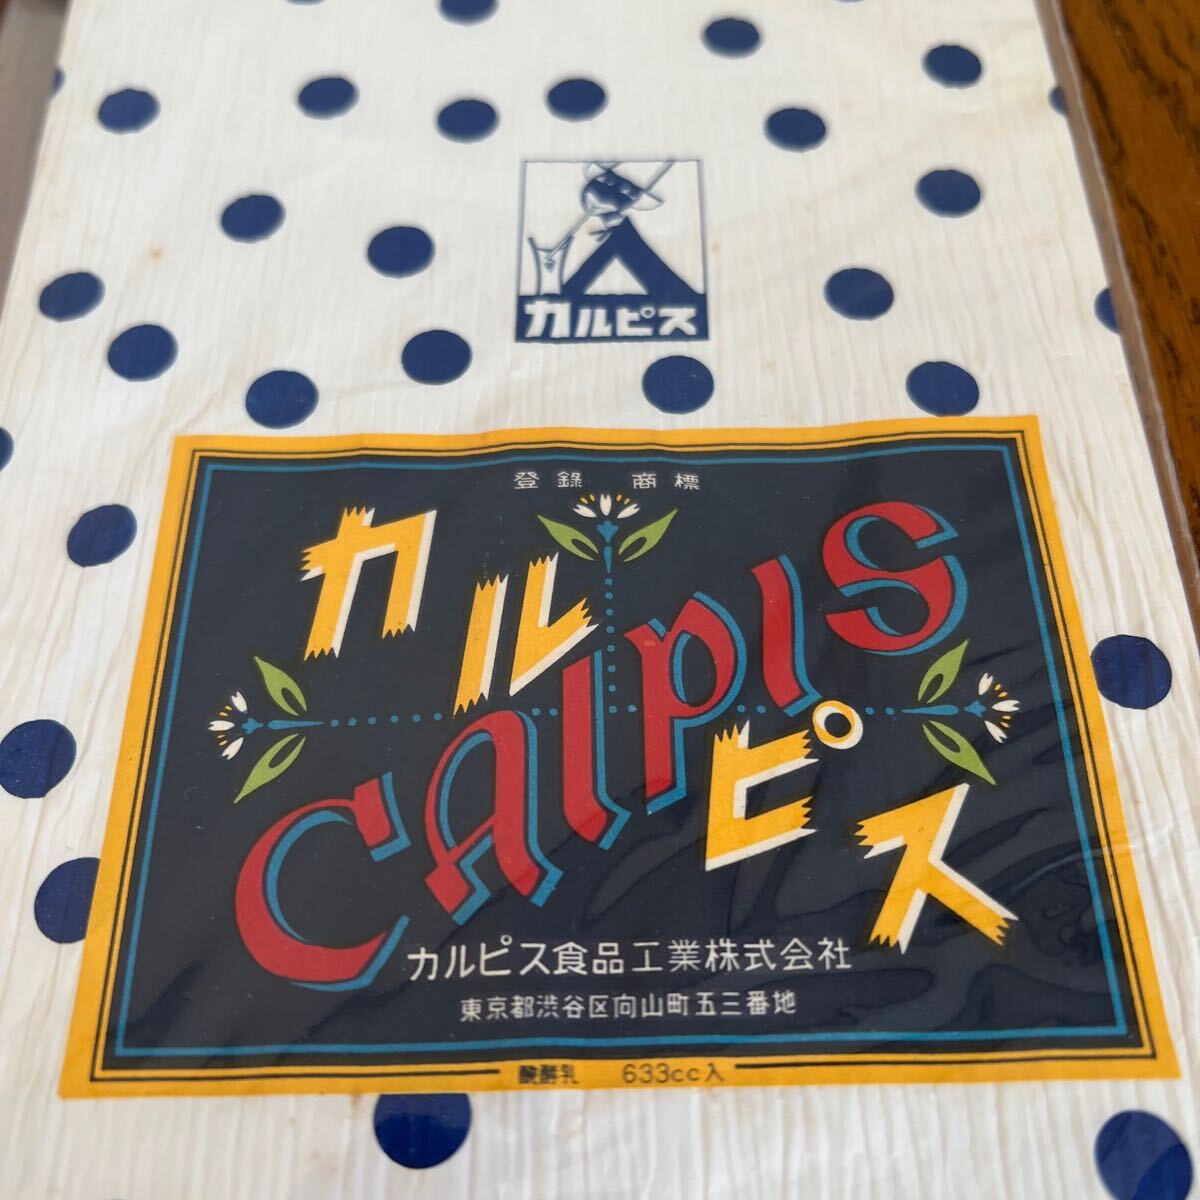 カルピス
登錄 商標
カルピス
CAlPIS
カルピス食品工業株式会社
東京都渋谷区向山町五三番地
醗酵乳 633cc入